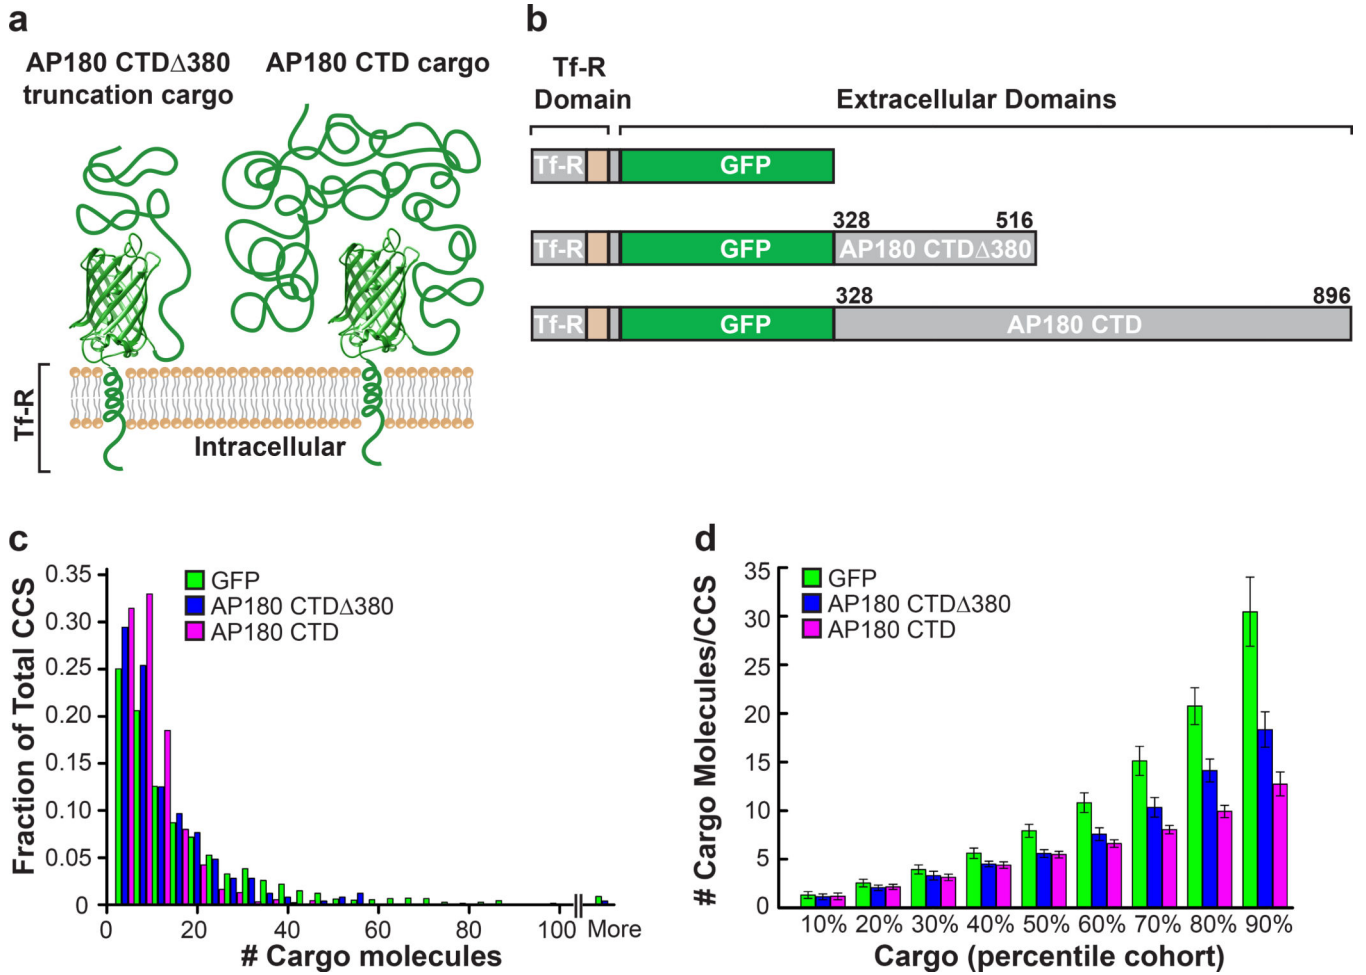 a
AP180 CTDΔ380
truncation cargo
AP180 CTD cargo
Tf-R
Intracellular
b
Tf-R
Domain
Extracellular Domains
Tf-R
GFP
328
516
Tf-R
GFP
AP180 CTDΔ380
328
896
Tf-R
GFP
AP180 CTD
c
Fraction of Total CCS
0.35
0.30
0.25
0.20
0.15
0.10
0.05
0
GFP
AP180 CTDΔ380
AP180 CTD
0
20
40
60
80
100
More
# Cargo molecules
d
# Cargo Molecules/CCS
35
30
25
20
15
10
5
0
GFP
AP180 CTDΔ380
AP180 CTD
10%
20%
30%
40%
50%
60%
70%
80%
90%
Cargo (percentile cohort)